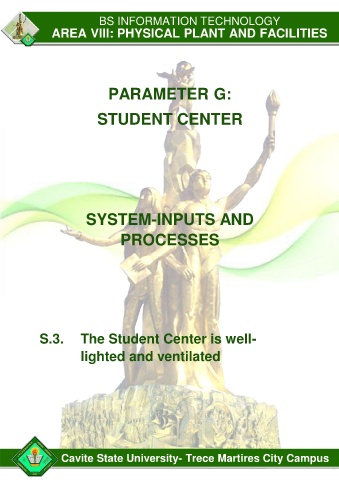 BS INFORMATION TECHNOLOGY
AREA VIII: PHYSICAL PLANT AND FACILITIES
PARAMETER G:
STUDENT CENTER
SYSTEM-INPUTS AND
PROCESSES
S.3. The Student Center is well-
lighted and ventilated
Cavite State University- Trece Martires City Campus